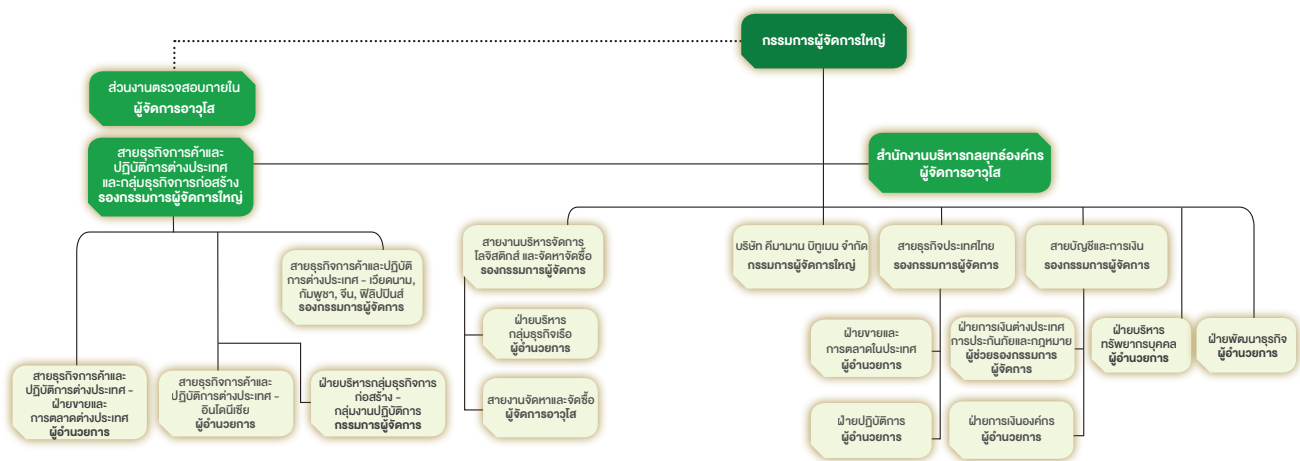 กรรมการผู้จัดการใหญ่
ส่วนงานตรวจสอบภายใน
ผู้จัดการอาวุโส
สายธุรกิจการค้าและ
ปฏิบัติการต่างประเทศ
และกลุ่มธุรกิจการก่อสร้าง
รองกรรมการผู้จัดการใหญ่
สำนักงานบริหารกลยุทธ์องค์กร
ผู้จัดการอาวุโส
สายธุรกิจการค้าและปฏิบัติ
การต่างประเทศ - เวียดนาม,
กัมพูชา, จีน, ฟิลิปปินส์
รองกรรมการผู้จัดการ
สายงานบริหารจัดการ
โลจิสติกส์ และจัดหาจัดซื้อ
รองกรรมการผู้จัดการ
บริษัท คีมามาน บิทูเมน จำกัด
กรรมการผู้จัดการใหญ่
สายธุรกิจประเทศไทย
รองกรรมการผู้จัดการ
สายบัญชีและการเงิน
รองกรรมการผู้จัดการ
ฝ่ายบริหาร
กลุ่มธุรกิจเรือ
ผู้อำนวยการ
ฝ่ายขายและ
การตลาดในประเทศ
ผู้อำนวยการ
ฝ่ายการเงินต่างประเทศ
การประกันภัยและกฎหมาย
ผู้ช่วยรองกรรมการ
ผู้จัดการ
ฝ่ายบริหาร
ทรัพยากรบุคคล
ผู้อำนวยการ
ฝ่ายพัฒนาธุรกิจ
ผู้อำนวยการ
สายธุรกิจการค้าและ
ปฏิบัติการต่างประเทศ -
ฝ่ายขายและ
การตลาดต่างประเทศ
ผู้อำนวยการ
สายธุรกิจการค้าและ
ปฏิบัติการต่างประเทศ -
อินโดนีเซีย
ผู้อำนวยการ
ฝ่ายบริหารกลุ่มธุรกิจการ
ก่อสร้าง -
กลุ่มงานปฏิบัติการ
กรรมการผู้จัดการ
สายงานจัดหาและจัดซื้อ
ผู้จัดการอาวุโส
ฝ่ายปฏิบัติการ
ผู้อำนวยการ
ฝ่ายการเงินองค์กร
ผู้อำนวยการ